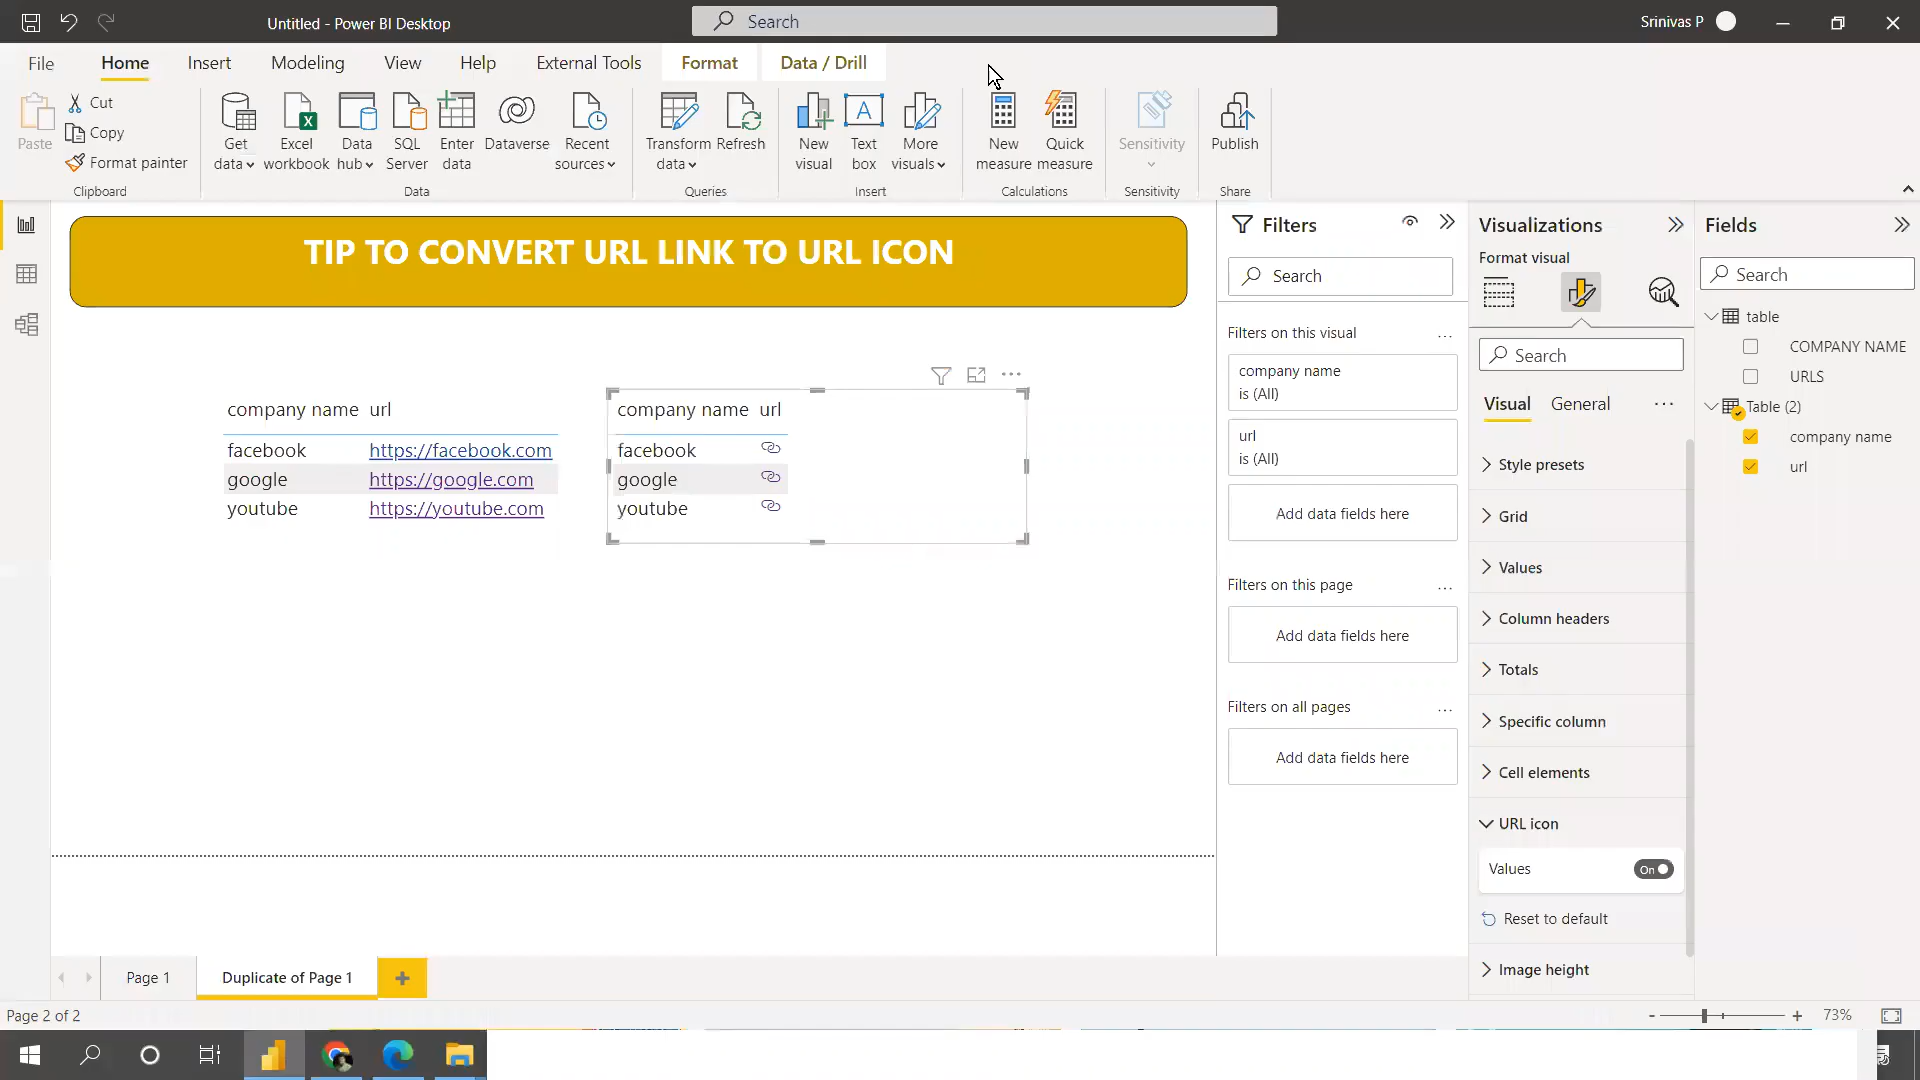 Untitled - Power BI Desktop
Search
Srinivas P
File
Home
Insert
Modeling
View
Help
External Tools
Format
Data / Drill
Paste
Cut
Copy
Format painter
Clipboard
Get data
Excel workbook
Data hub
SQL Server
Enter data
Dataverse
Recent sources
Data
Transform data
Refresh
Queries
New visual
Text box
More visuals
Insert
New measure
Quick measure
Calculations
Sensitivity
Sensitivity
Publish
Share
TIP TO CONVERT URL LINK TO URL ICON
company name url
facebook https://facebook.com
google https://google.com
youtube https://youtube.com
company name url
facebook
google
youtube
Filters
Search
Filters on this visual
...
company name
is (All)
url
is (All)
Add data fields here
Filters on this page
...
Add data fields here
Filters on all pages
...
Add data fields here
Visualizations
Format visual
Search
Visual
General
...
Style presets
Grid
Values
Column headers
Totals
Specific column
Cell elements
URL icon
Values
On
Reset to default
Image height
Fields
Search
table
COMPANY NAME
URLS
Table (2)
company name
url
Page 1
Duplicate of Page 1
+
Page 2 of 2
- + 73%